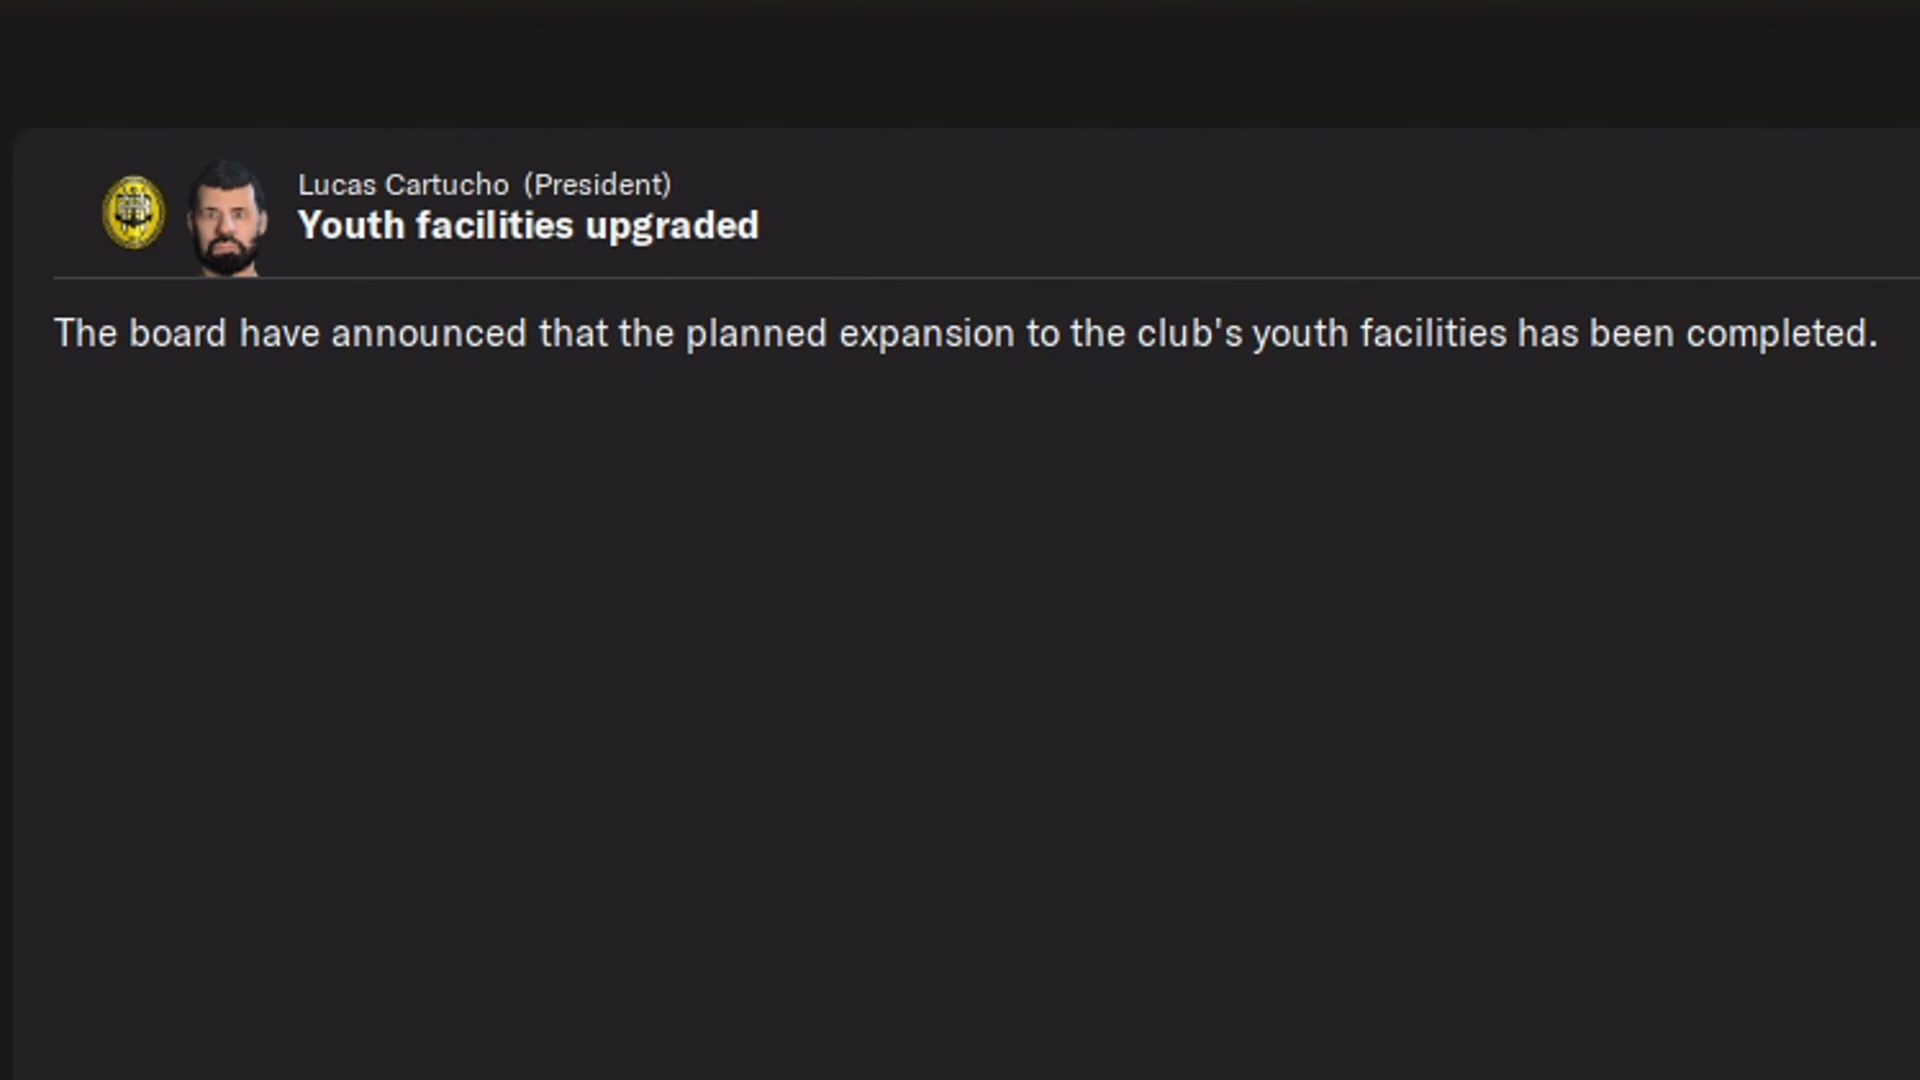 Lucas Cartucho (President)
Youth facilities upgraded
The board have announced that the planned expansion to the club's youth facilities has been completed.